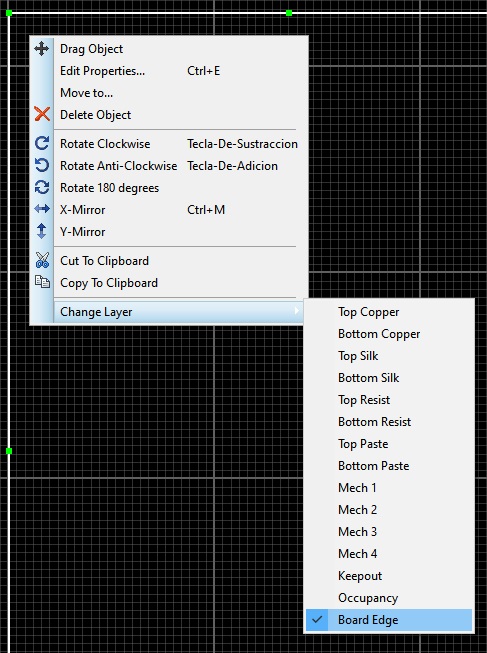 Drag Object
Edit Properties... Ctrl+E
Move to...
Delete Object
Rotate Clockwise Tecla-De-Sustraccion
Rotate Anti-Clockwise Tecla-De-Adicion
Rotate 180 degrees
X-Mirror Ctrl+M
Y-Mirror
Cut To Clipboard
Copy To Clipboard
Change Layer
Top Copper
Bottom Copper
Top Silk
Bottom Silk
Top Resist
Bottom Resist
Top Paste
Bottom Paste
Mech 1
Mech 2
Mech 3
Mech 4
Keepout
Occupancy
Board Edge